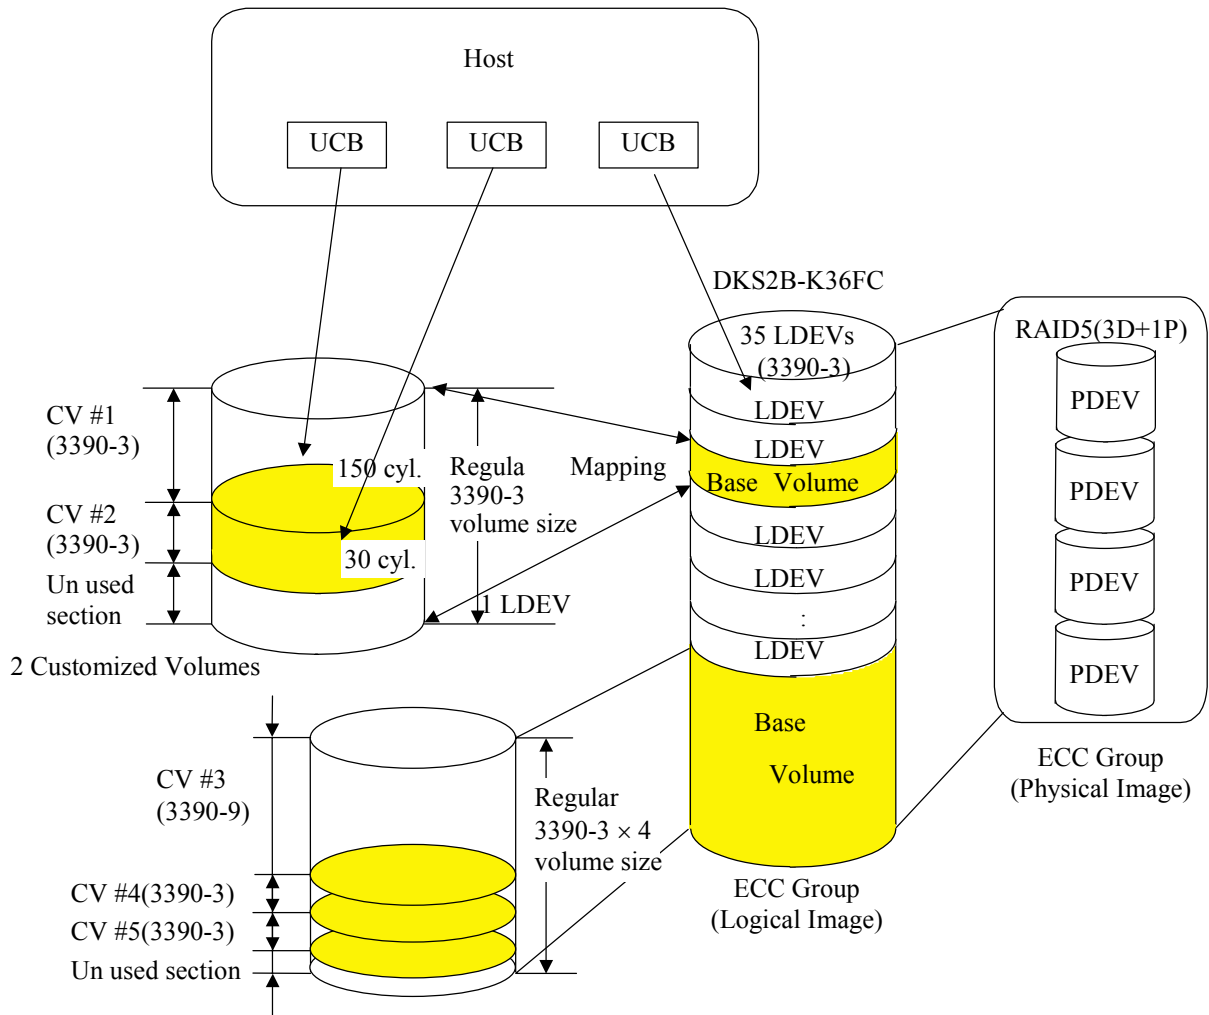 Host
UCB
UCB
UCB
DKS2B-K36FC
35 LDEVs
(3390-3)
LDEV
LDEV
Base Volume
LDEV
LDEV
:
LDEV
Base
Volume
ECC Group
(Logical Image)
RAID5(3D+1P)
PDEV
PDEV
PDEV
PDEV
ECC Group
(Physical Image)
CV #1
(3390-3)
CV #2
(3390-3)
Un used
section
150 cyl.
30 cyl.
Regula
3390-3
volume size
Mapping
1 LDEV
2 Customized Volumes
CV #3
(3390-9)
CV #4(3390-3)
CV #5(3390-3)
Un used section
Regular
3390-3 × 4
volume size